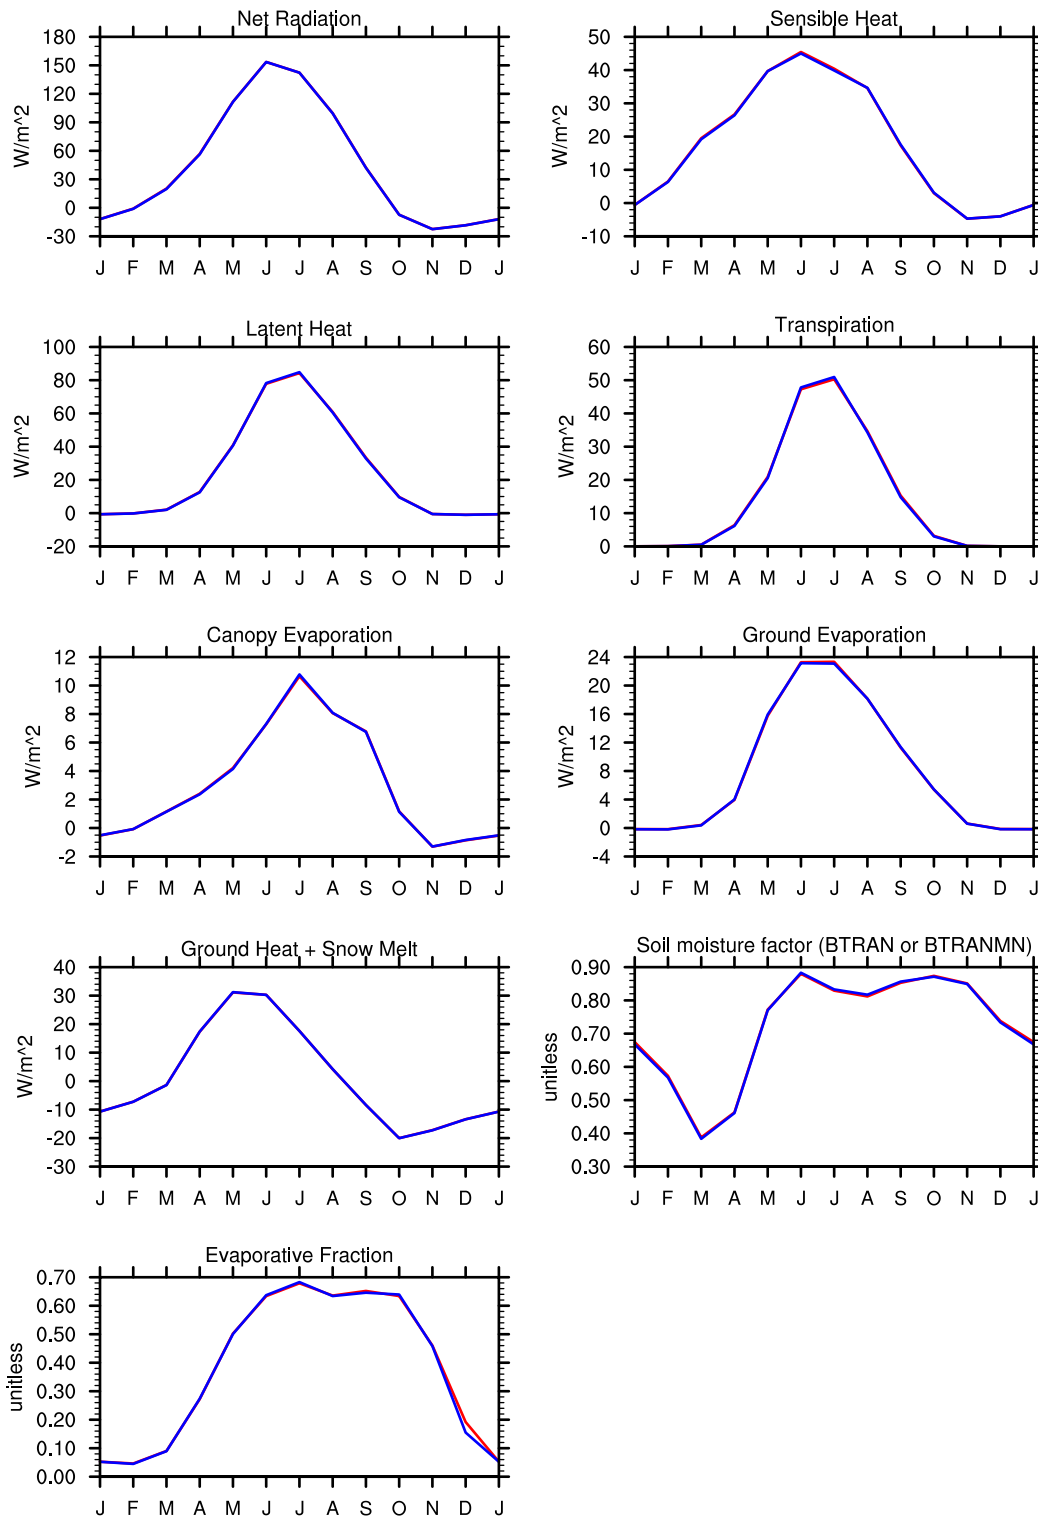 Net Radiation
180
150
120
90
60
30
0
-30
W/m^2
J F M A M J J A S O N D J
Sensible Heat
50
40
30
20
10
0
-10
W/m^2
J F M A M J J A S O N D J
Latent Heat
100
80
60
40
20
0
-20
W/m^2
J F M A M J J A S O N D J
Transpiration
60
50
40
30
20
10
0
W/m^2
J F M A M J J A S O N D J
Canopy Evaporation
12
10
8
6
4
2
0
-2
W/m^2
J F M A M J J A S O N D J
Ground Evaporation
24
20
16
12
8
4
0
-4
W/m^2
J F M A M J J A S O N D J
Ground Heat + Snow Melt
40
30
20
10
0
-10
-20
-30
W/m^2
J F M A M J J A S O N D J
Soil moisture factor (BTRAN or BTRANMN)
0.90
0.80
0.70
0.60
0.50
0.40
0.30
unitless
J F M A M J J A S O N D J
Evaporative Fraction
0.70
0.60
0.50
0.40
0.30
0.20
0.10
0.00
unitless
J F M A M J J A S O N D J